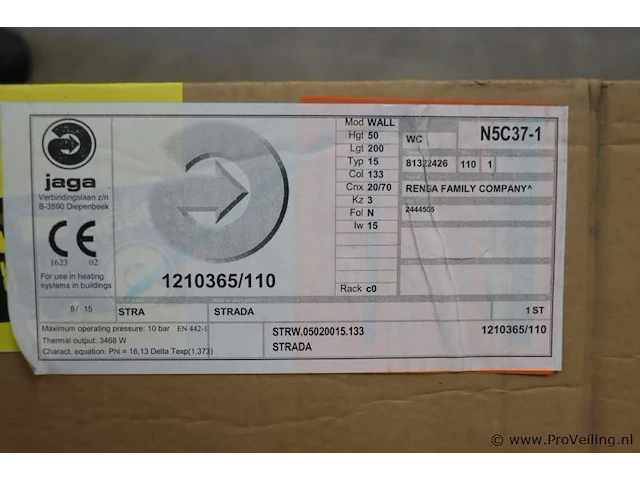 jaga
Verbindingslaan z/n
B-3590 Diepenbeek
CE
1623 02
For use in heating
systems in buildings
1210365/110
Mod WALL
Hgt 50
Lgt 200
Typ 15
Col 133
Cnx 20/70
Kz 3
Fol N
Iw 15
Rack c0
WC
N5C37-1
81322426 110 1
RENSA FAMILY COMPANY^
2444505
8/ 15
STRA
STRADA
1 ST
Maximum operating pressure: 10 bar EN 442-1
Thermal output: 3468 W
Charact. equation: Phi = 16,13 Delta Texp(1,373)
STRW.05020015.133
1210365/110
STRADA
© www.ProVeiling.nl